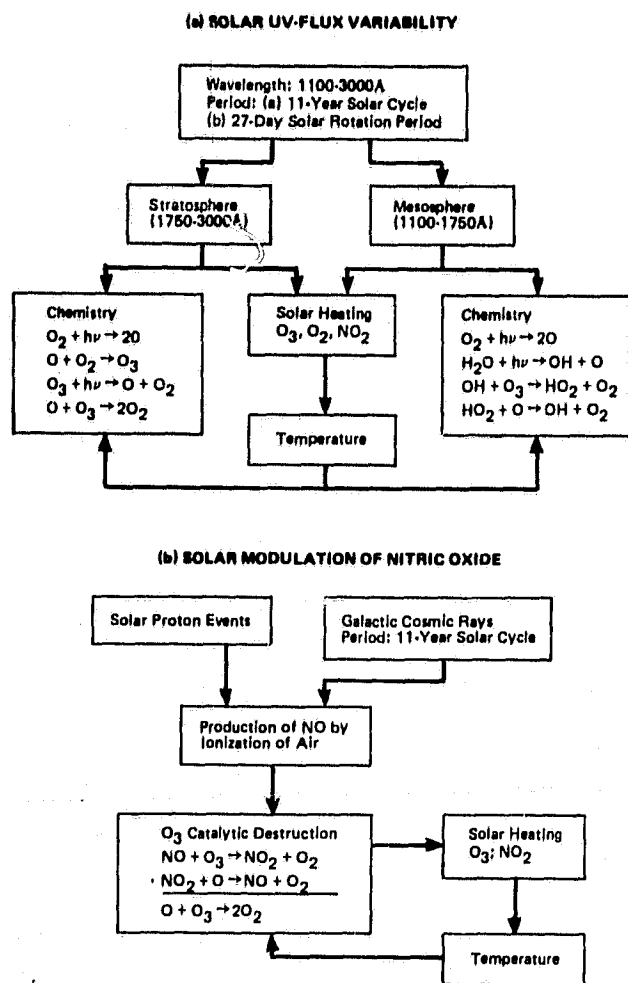 (a) SOLAR UV-FLUX VARIABILITY
Wavelength: 1100-3000A
Period: (a) 11-Year Solar Cycle
(b) 27-Day Solar Rotation Period
Stratosphere
(1750-3000A)
Mesosphere
(1100-1750A)
Chemistry
O₂ + hν → 2O
O + O₂ → O₃
O₃ + hν → O + O₂
O + O₃ → 2O₂
Solar Heating
O₃, O₂, NO₂
Chemistry
O₂ + hν → 2O
H₂O + hν → OH + O
OH + O₃ → HO₂ + O₂
HO₂ + O → OH + O₂
Temperature
(b) SOLAR MODULATION OF NITRIC OXIDE
Solar Proton Events
Galactic Cosmic Rays
Period: 11-Year Solar Cycle
Production of NO by
Ionization of Air
O₃ Catalytic Destruction
NO + O₃ → NO₂ + O₂
NO₂ + O → NO + O₂
O + O₃ → 2O₂
Solar Heating
O₃; NO₂
Temperature